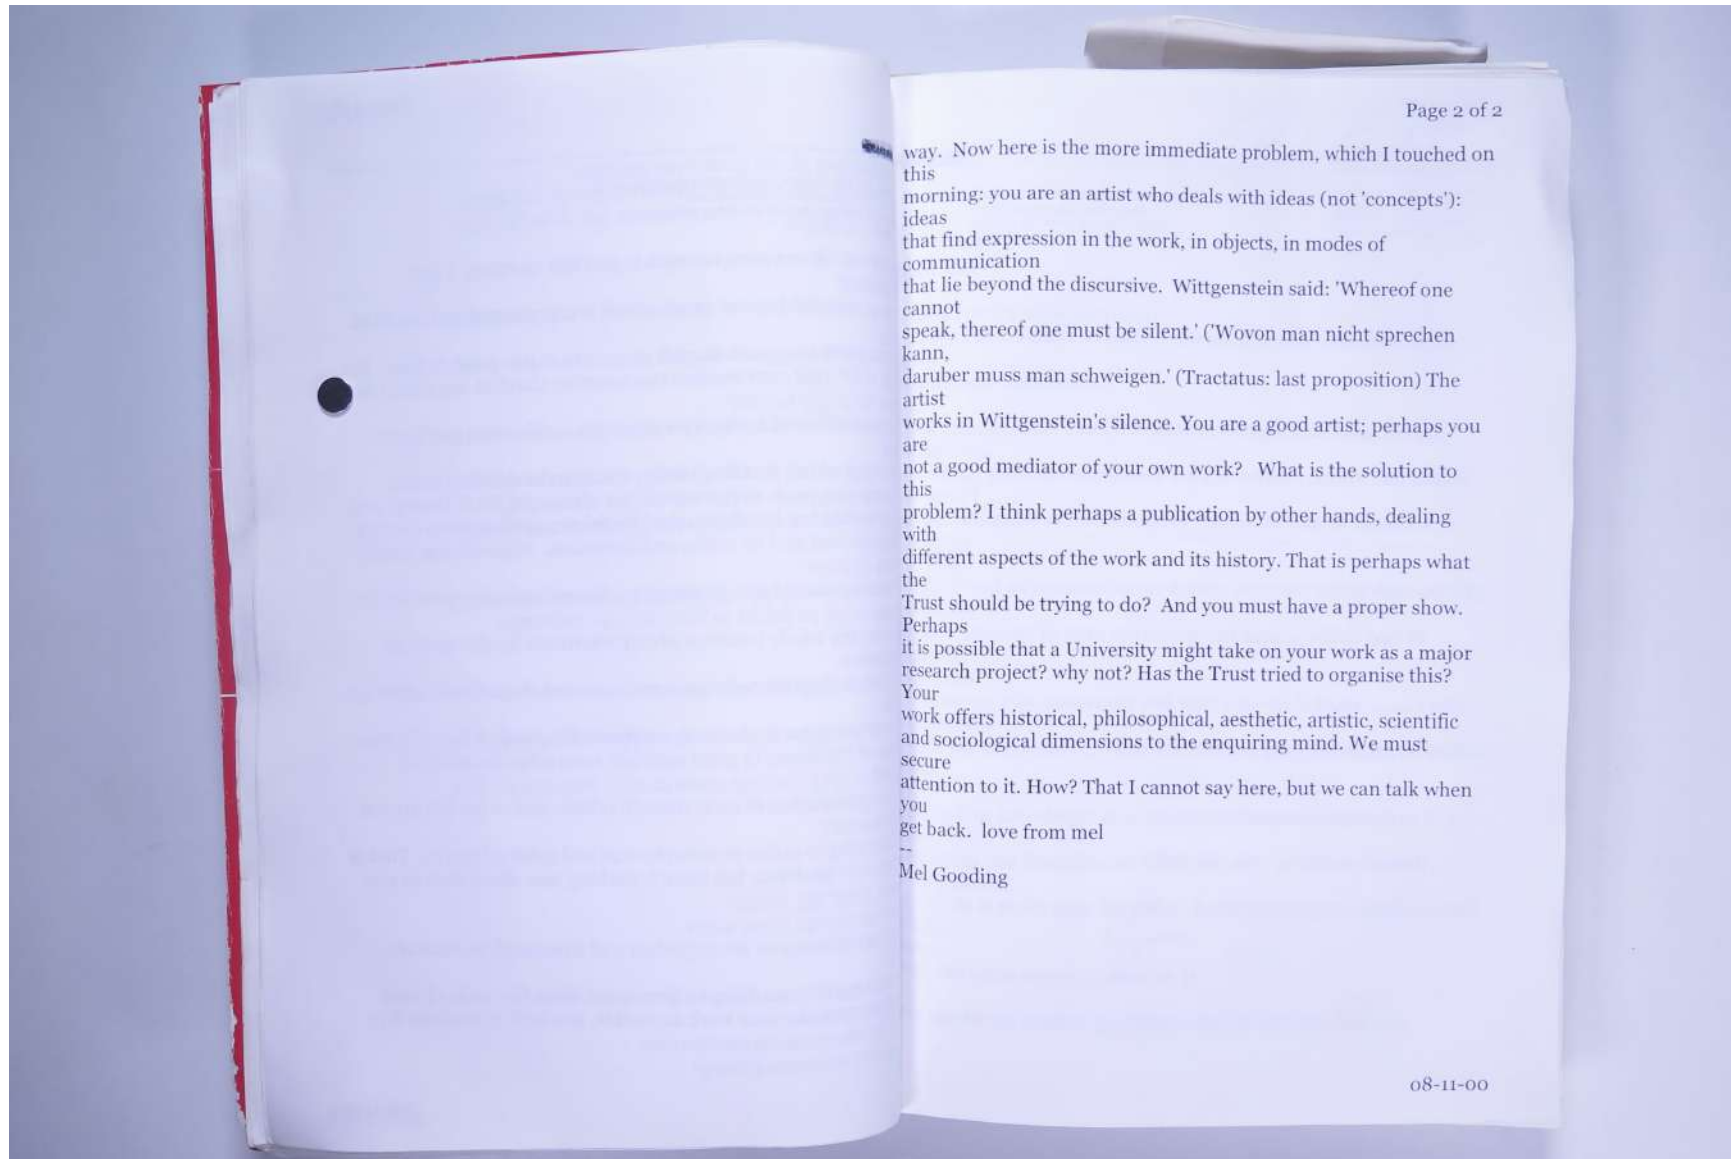 Page 2 of 2
way.  Now here is the more immediate problem, which I touched on
this
morning: you are an artist who deals with ideas (not 'concepts'):
ideas
that find expression in the work, in objects, in modes of
communication
that lie beyond the discursive.  Wittgenstein said: 'Whereof one
cannot
speak, thereof one must be silent.' ('Wovon man nicht sprechen
kann,
daruber muss man schweigen.' (Tractatus: last proposition) The
artist
works in Wittgenstein's silence. You are a good artist; perhaps you
are
not a good mediator of your own work?   What is the solution to
this
problem? I think perhaps a publication by other hands, dealing
with
different aspects of the work and its history. That is perhaps what
the
Trust should be trying to do?  And you must have a proper show.
Perhaps
it is possible that a University might take on your work as a major
research project? why not? Has the Trust tried to organise this?
Your
work offers historical, philosophical, aesthetic, artistic, scientific
and sociological dimensions to the enquiring mind. We must
secure
attention to it. How? That I cannot say here, but we can talk when
you
get back.  love from mel
--
Mel Gooding
08-11-00